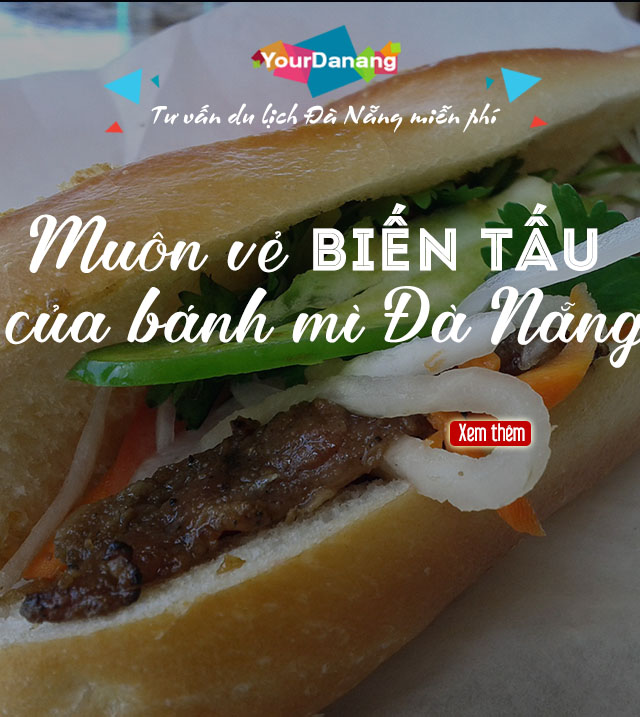 YourDanang
Tư vấn du lịch Đà Nẵng miễn phí
Muôn vẻ BIẾN TẤU
của bánh mì Đà Nẵng
Xem thêm